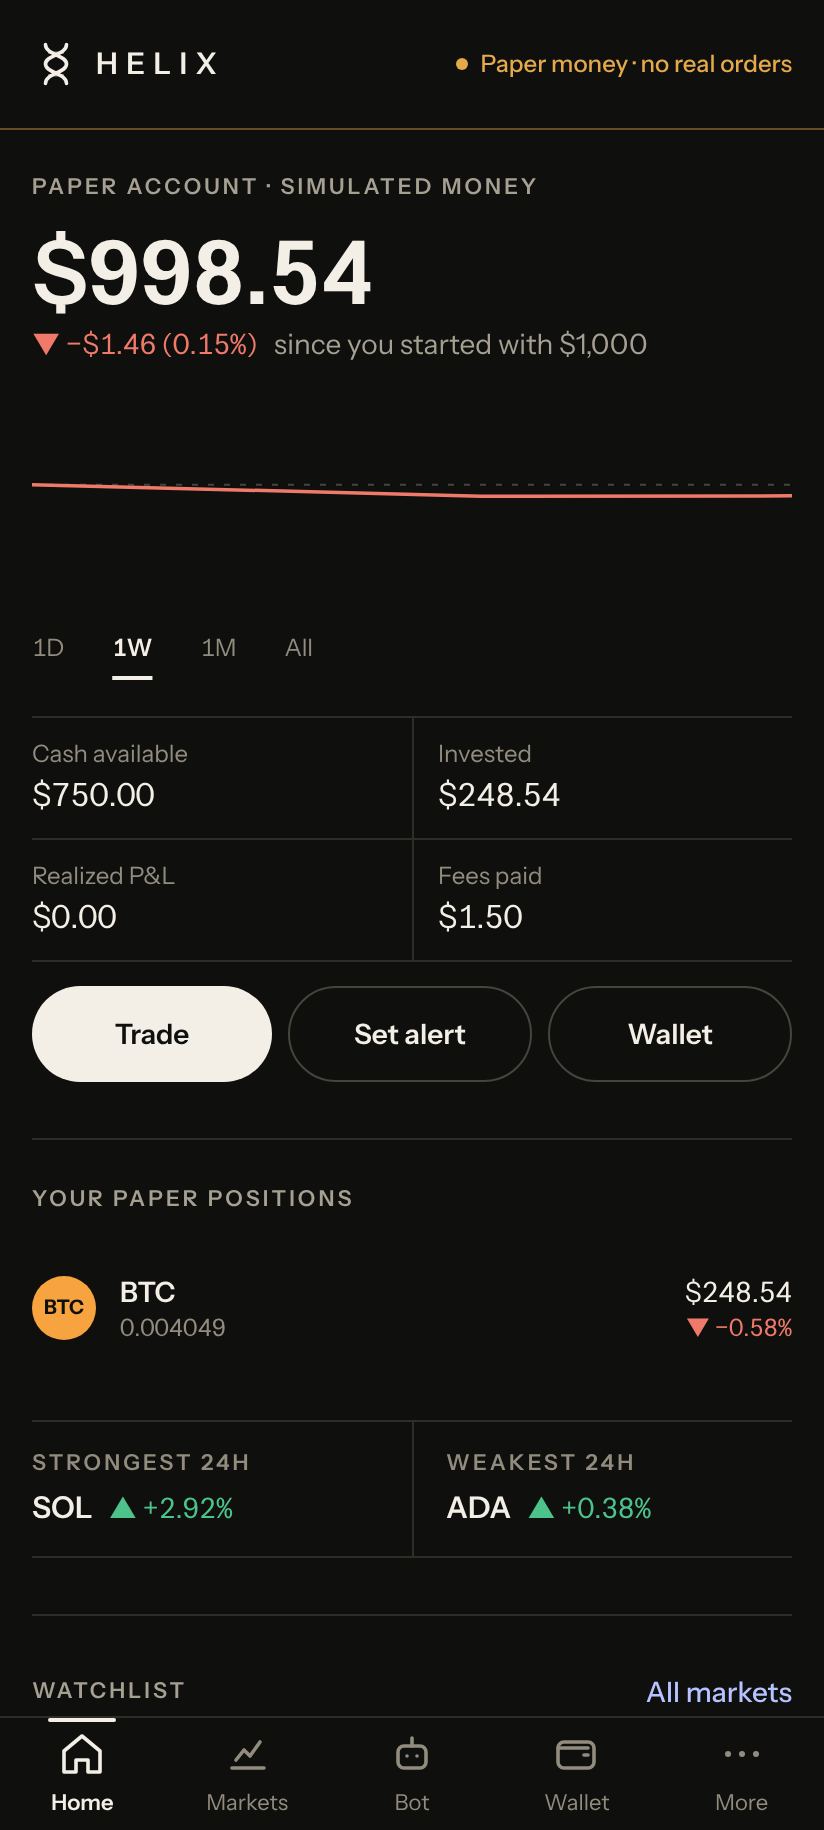 HELIX
Paper money · no real orders
PAPER ACCOUNT · SIMULATED MONEY
$998.54
▼ −$1.46 (0.15%) since you started with $1,000
1D 1W 1M All
Cash available
$750.00
Invested
$248.54
Realized P&L
$0.00
Fees paid
$1.50
Trade
Set alert
Wallet
YOUR PAPER POSITIONS
BTC
BTC
0.004049
$248.54
▼ −0.58%
STRONGEST 24H
SOL ▲ +2.92%
WEAKEST 24H
ADA ▲ +0.38%
WATCHLIST
All markets
Home
Markets
Bot
Wallet
More